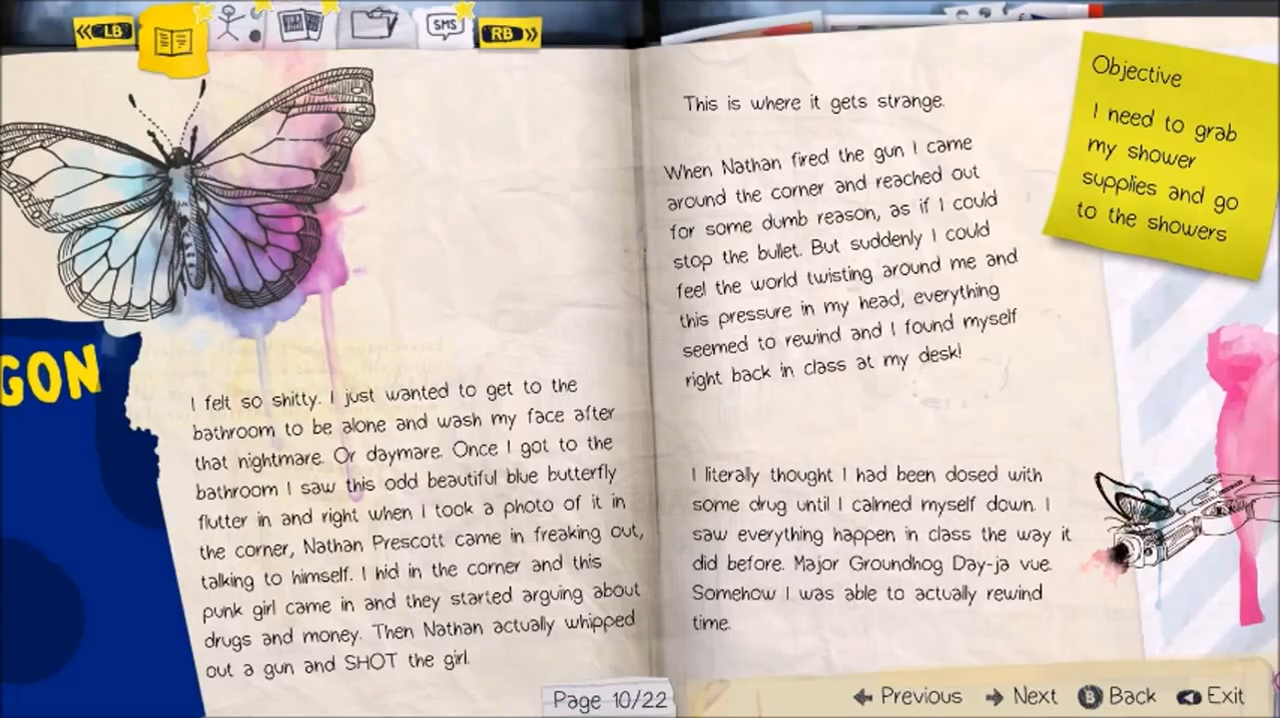 LB
SMS
RB
GON
I felt so shitty. I just wanted to get to the
bathroom to be alone and wash my face after
that nightmare. Or daymare. Once I got to the
bathroom I saw this odd beautiful blue butterfly
flutter in and right when I took a photo of it in
the corner, Nathan Prescott came in freaking out,
talking to himself. I hid in the corner and this
punk girl came in and they started arguing about
drugs and money. Then Nathan actually whipped
out a gun and SHOT the girl.
This is where it gets strange.
When Nathan fired the gun I came
around the corner and reached out
for some dumb reason, as if I could
stop the bullet. But suddenly I could
feel the world twisting around me and
this pressure in my head, everything
seemed to rewind and I found myself
right back in class at my desk!
I literally thought I had been dosed with
some drug until I calmed myself down. I
saw everything happen in class the way it
did before. Major Groundhog Day-ja vue.
Somehow I was able to actually rewind
time.
Objective
I need to grab
my shower
supplies and go
to the showers
Page 10/22
Previous
Next
B Back
Exit